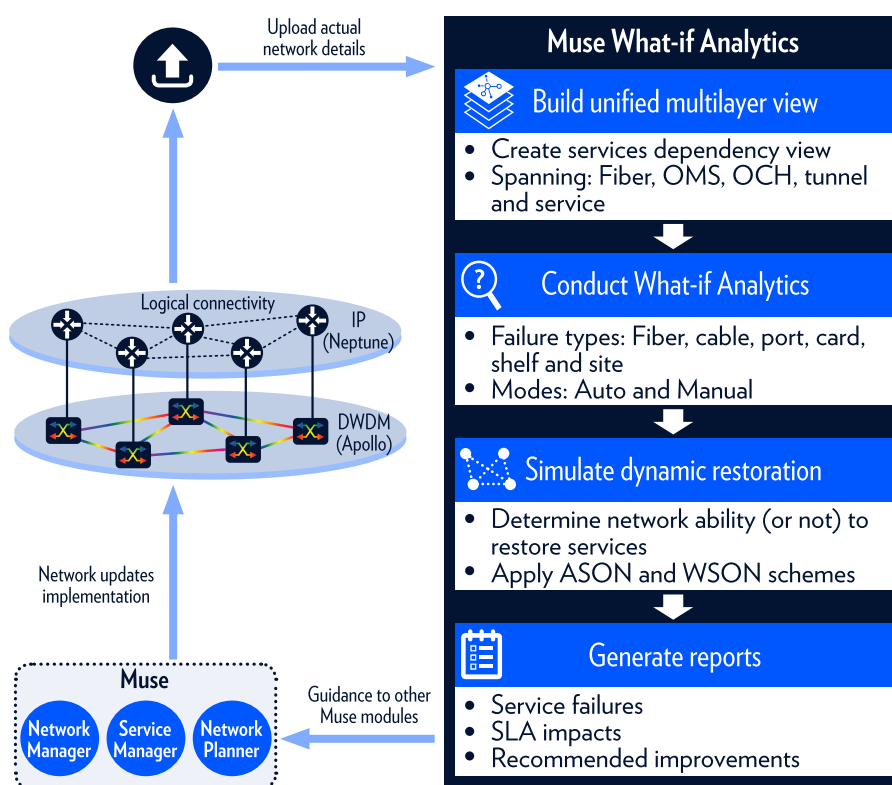 Upload actual
network details
Muse What-if Analytics
Build unified multilayer view
• Create services dependency view
• Spanning: Fiber, OMS, OCH, tunnel
and service
Conduct What-if Analytics
• Failure types: Fiber, cable, port, card,
shelf and site
• Modes: Auto and Manual
Simulate dynamic restoration
• Determine network ability (or not) to
restore services
• Apply ASON and WSON schemes
Generate reports
• Service failures
• SLA impacts
• Recommended improvements
Logical connectivity
IP
(Neptune)
DWDM
(Apollo)
Network updates
implementation
Guidance to other
Muse modules
Muse
Network
Manager
Service
Manager
Network
Planner